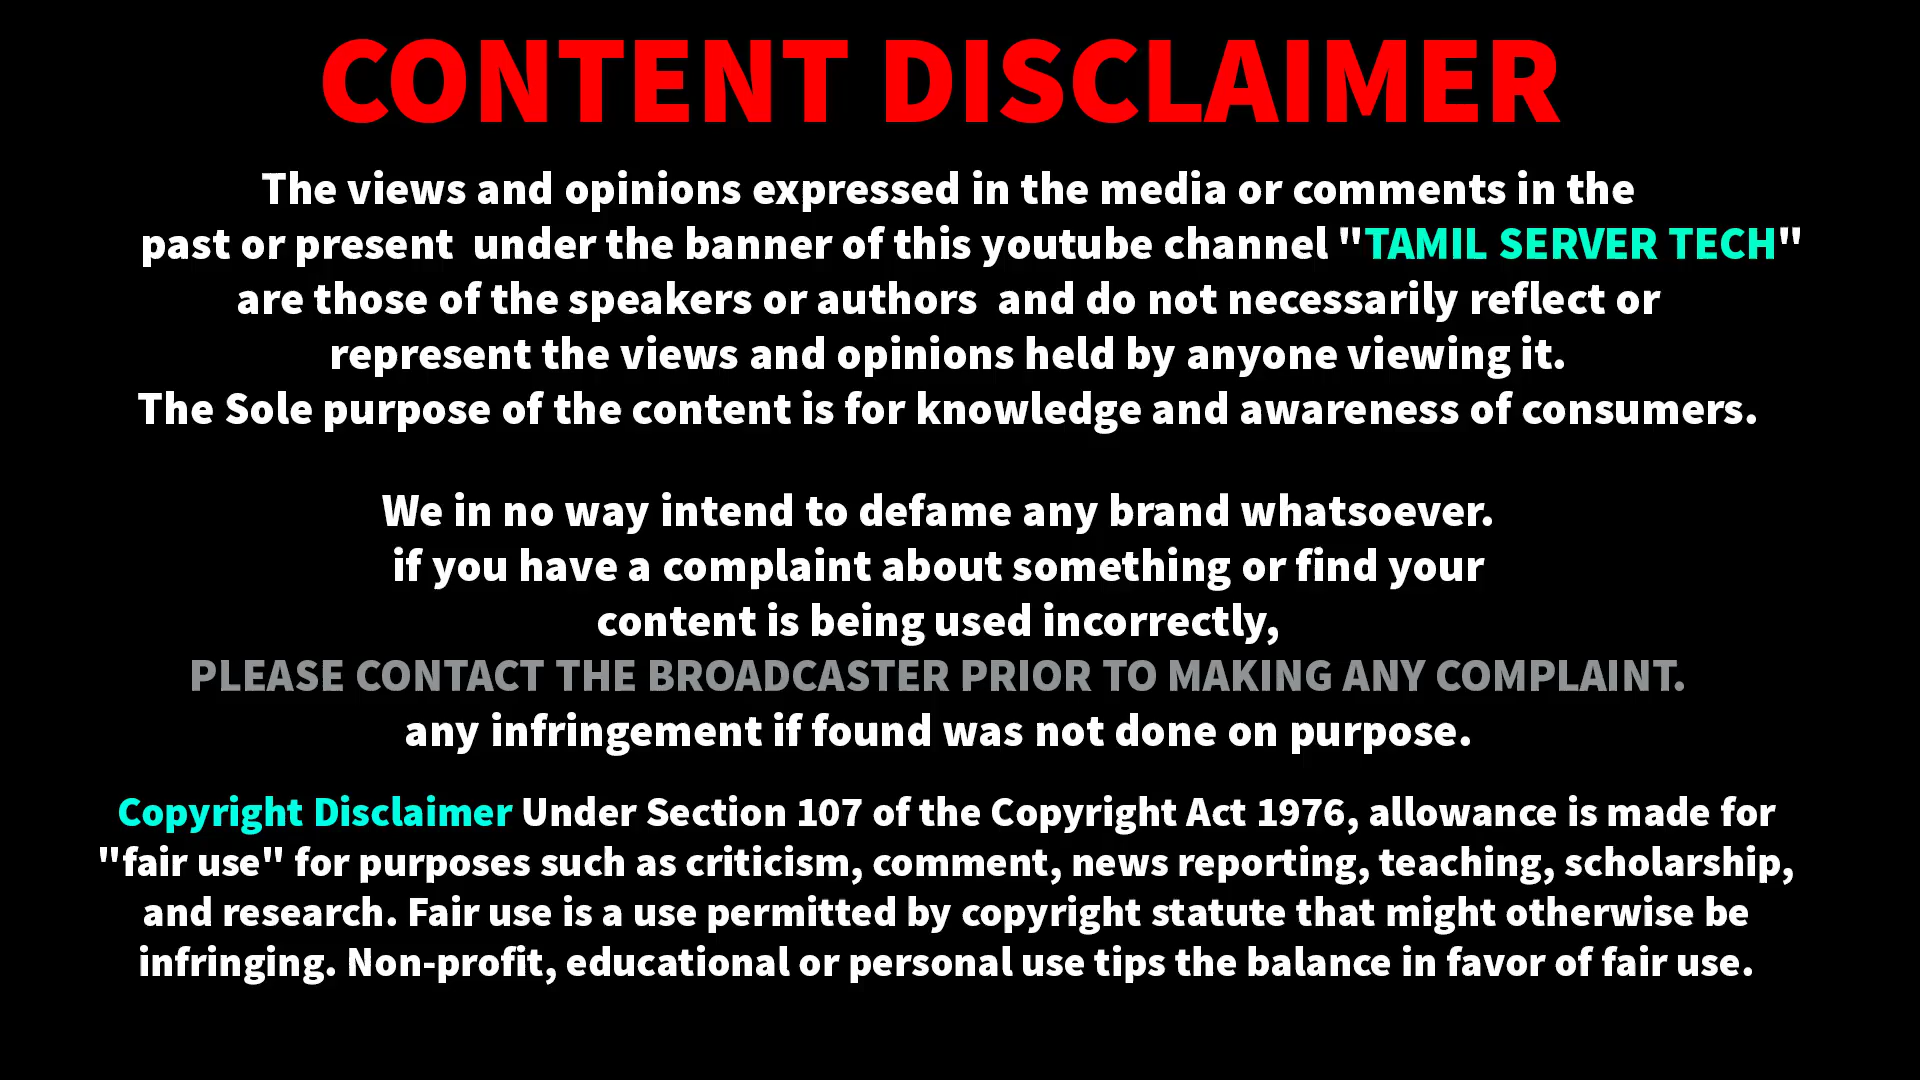 CONTENT DISCLAIMER
The views and opinions expressed in the media or comments in the
past or present under the banner of this youtube channel "TAMIL SERVER TECH"
are those of the speakers or authors and do not necessarily reflect or
represent the views and opinions held by anyone viewing it.
The Sole purpose of the content is for knowledge and awareness of consumers.
We in no way intend to defame any brand whatsoever.
if you have a complaint about something or find your
content is being used incorrectly,
PLEASE CONTACT THE BROADCASTER PRIOR TO MAKING ANY COMPLAINT.
any infringement if found was not done on purpose.
Copyright Disclaimer Under Section 107 of the Copyright Act 1976, allowance is made for
"fair use" for purposes such as criticism, comment, news reporting, teaching, scholarship,
and research. Fair use is a use permitted by copyright statute that might otherwise be
infringing. Non-profit, educational or personal use tips the balance in favor of fair use.